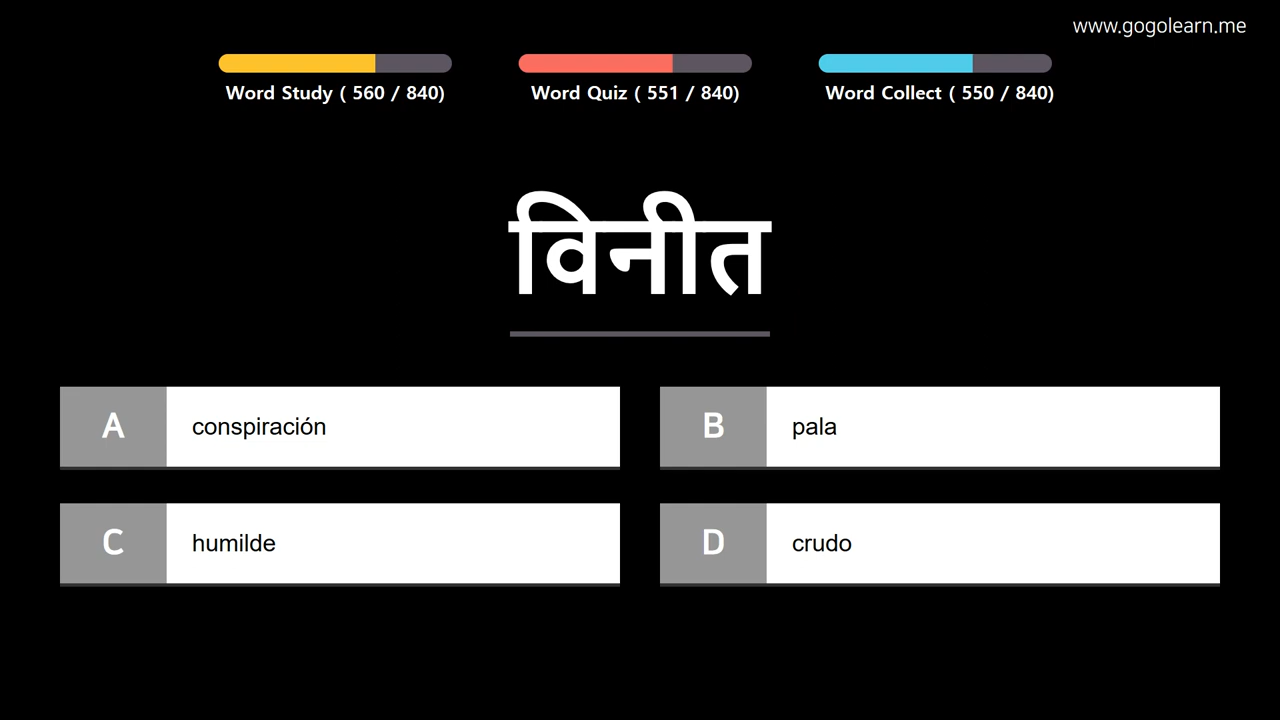 www.gogolearn.me
Word Study ( 560 / 840) Word Quiz ( 551 / 840) Word Collect ( 550 / 840)
विनीत
A conspiración B pala
C humilde D crudo